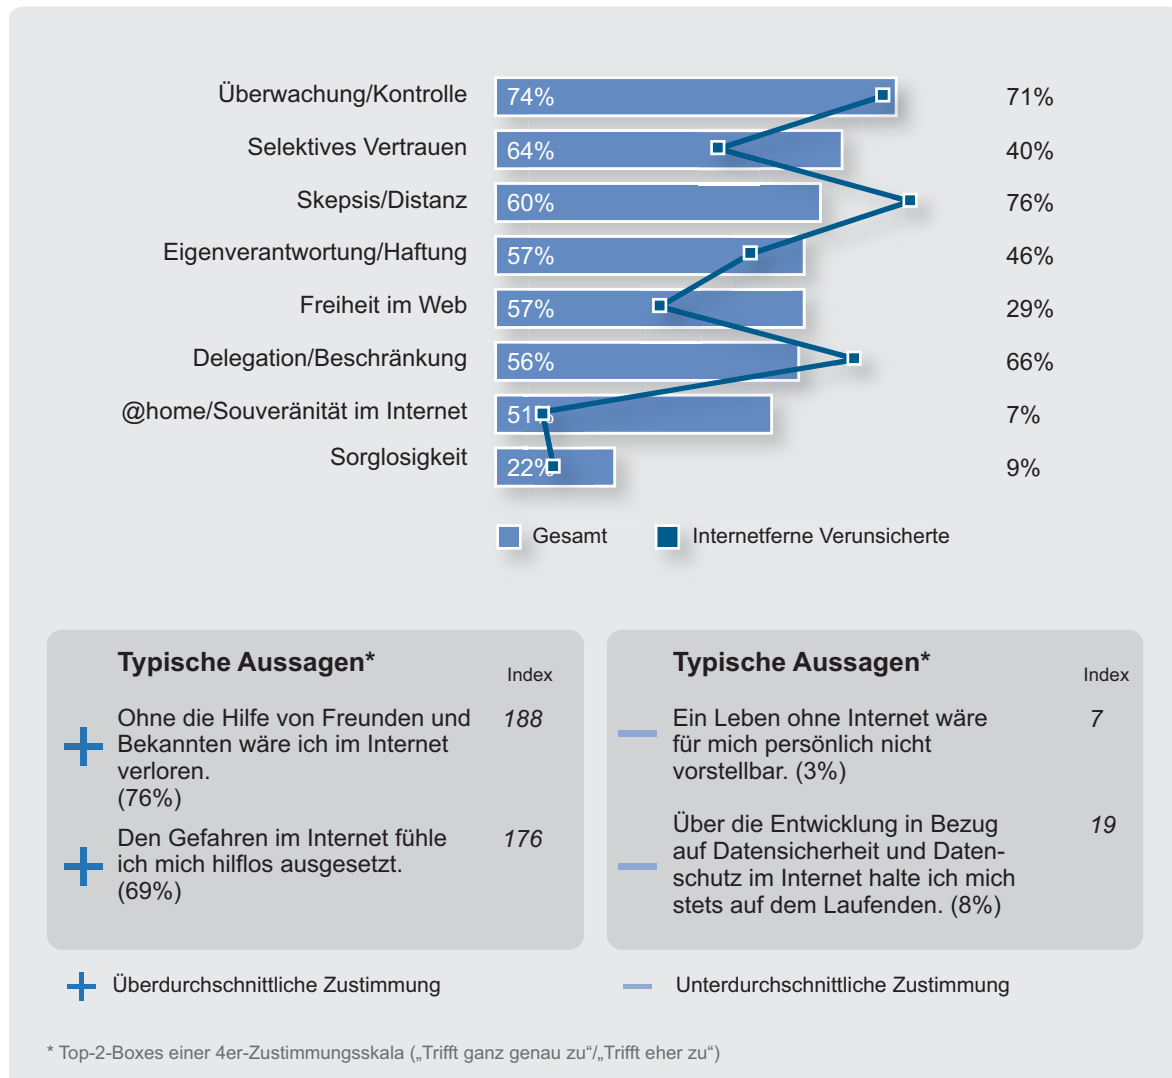 Überwachung/Kontrolle 74% 71%
Selektives Vertrauen 64% 40%
Skepsis/Distanz 60% 76%
Eigenverantwortung/Haftung 57% 46%
Freiheit im Web 57% 29%
Delegation/Beschränkung 56% 66%
@home/Souveränität im Internet 51% 7%
Sorglosigkeit 22% 9%
Gesamt Internetferne Verunsicherte
Typische Aussagen*
Index
Ohne die Hilfe von Freunden und 188
Bekannten wäre ich im Internet
verloren.
(76%)
Den Gefahren im Internet fühle 176
ich mich hilflos ausgesetzt.
(69%)
Typische Aussagen*
Index
Ein Leben ohne Internet wäre 7
für mich persönlich nicht
vorstellbar. (3%)
Über die Entwicklung in Bezug 19
auf Datensicherheit und Daten-
schutz im Internet halte ich mich
stets auf dem Laufenden. (8%)
+ Überdurchschnittliche Zustimmung
– Unterdurchschnittliche Zustimmung
* Top-2-Boxes einer 4er-Zustimmungsskala („Trifft ganz genau zu“/„Trifft eher zu“)